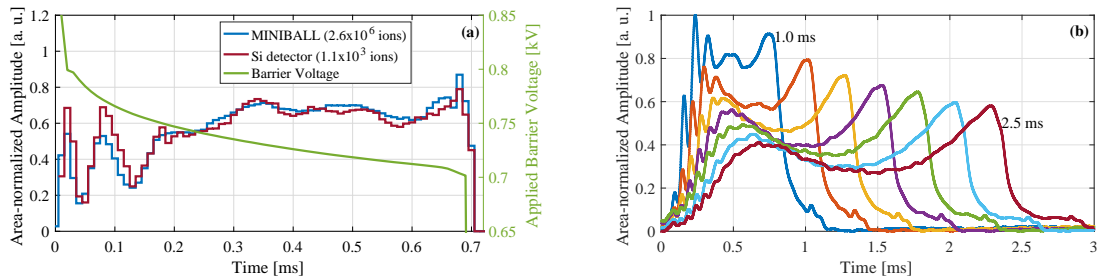 (a)
MINIBALL (2.6x10⁶ ions)
Si detector (1.1x10³ ions)
Barrier Voltage
Area-normalized Amplitude [a. u.]
1.2
1
0.8
0.6
0.4
0.2
0
0 0.1 0.2 0.3 0.4 0.5 0.6 0.7
Time [ms]
0.85
0.8
0.75
0.7
0.65
Applied Barrier Voltage [kV]
(b)
1.0 ms
2.5 ms
Area-normalized Amplitude [a. u.]
1
0.8
0.6
0.4
0.2
0
0 0.5 1 1.5 2 2.5 3
Time [ms]